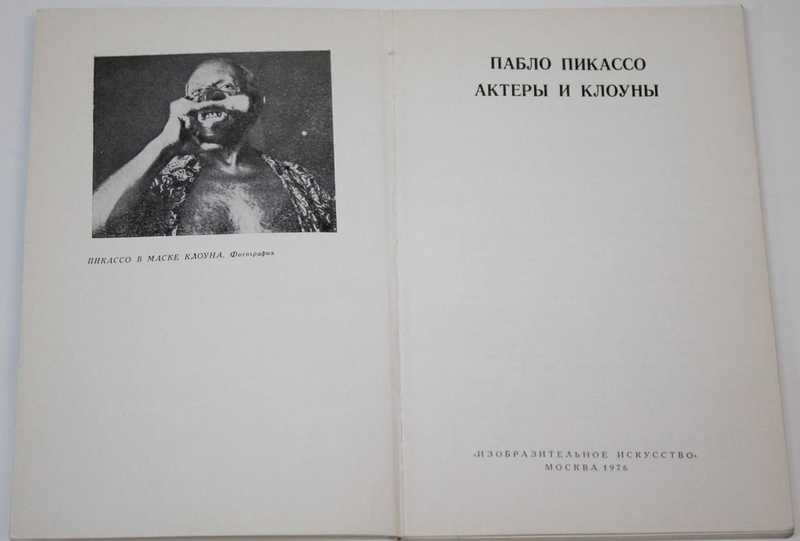 ПИКАССО В МАСКЕ КЛОУНА. Фотография
ПАБЛО ПИКАССО
АКТЕРЫ И КЛОУНЫ
«ИЗОБРАЗИТЕЛЬНОЕ ИСКУССТВО»
МОСКВА 1976